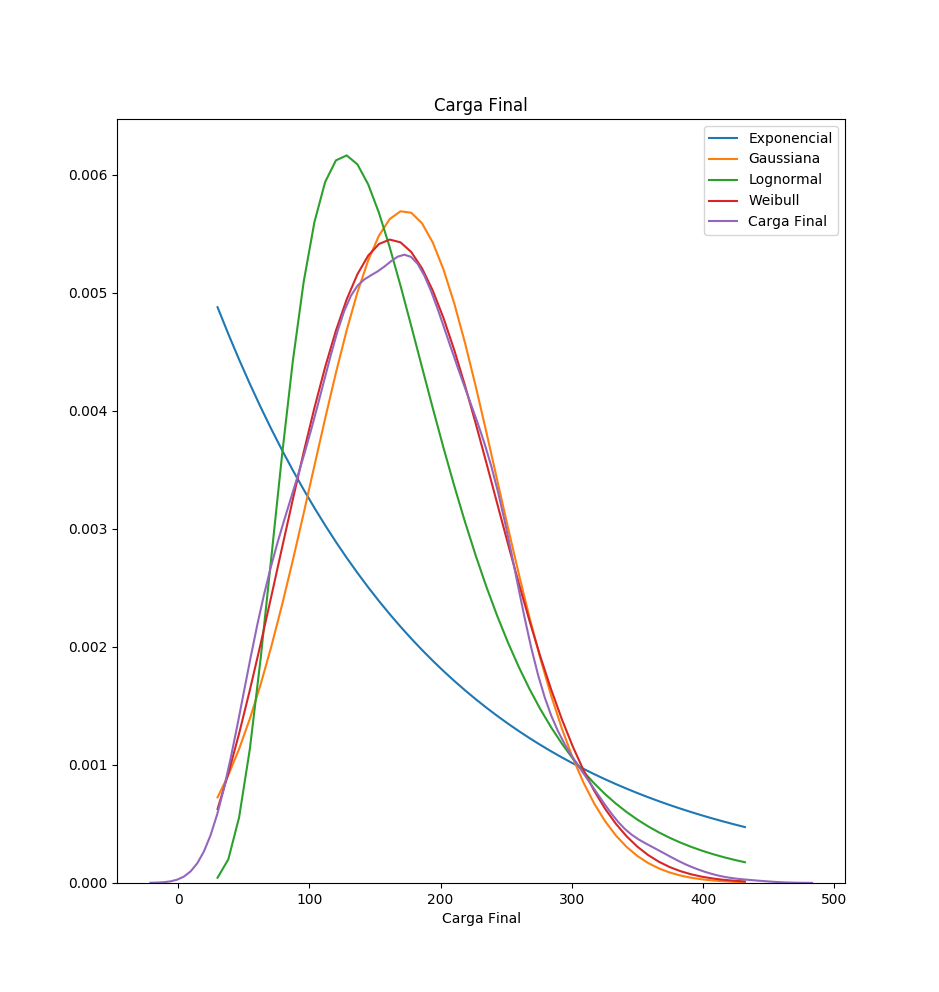 Carga Final
Exponencial
Gaussiana
Lognormal
Weibull
Carga Final
0.006
0.005
0.004
0.003
0.002
0.001
0.000
0 100 200 300 400 500
Carga Final